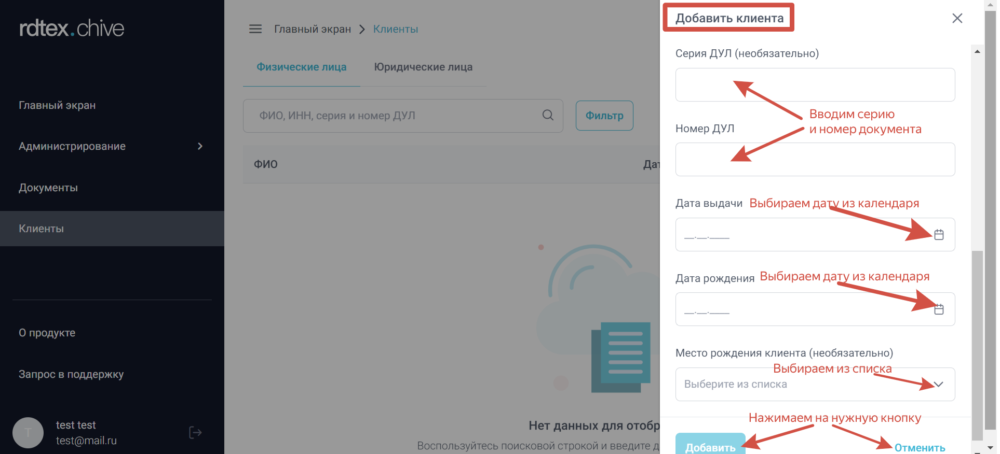 rdtex.chive
Главный экран
Администрирование
Документы
Клиенты
О продукте
Запрос в поддержку
T
test test
test@mail.ru
Главный экран
Клиенты
Физические лица
Юридические лица
ФИО, ИНН, серия и номер ДУЛ
Фильтр
ФИО
Дат
Нет данных для отобр
Воспользуйтесь поисковой строкой и введите д
Добавить клиента
Серия ДУЛ (необязательно)
Вводим серию
и номер документа
Номер ДУЛ
Дата выдачи
Выбираем дату из календаря
__.__.____
Дата рождения
Выбираем дату из календаря
__.__.____
Место рождения клиента (необязательно)
Выбираем из списка
Выберите из списка
Нажимаем на нужную кнопку
Добавить
Отменить